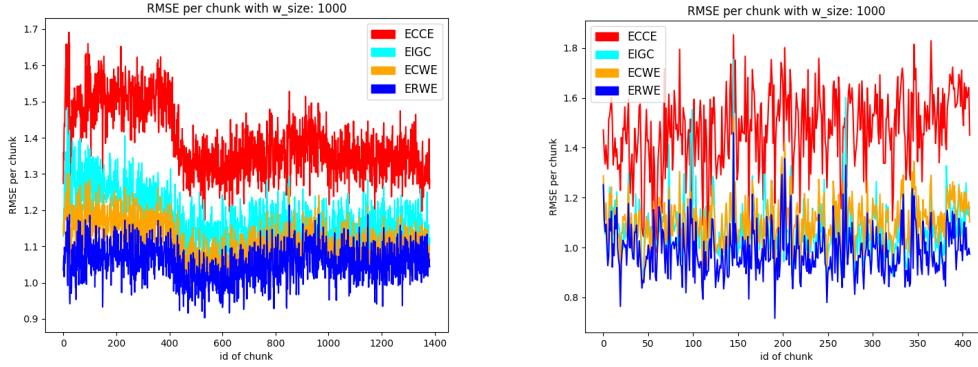 RMSE per chunk with w_size: 1000
1.7
1.6
1.5
1.4
1.3
1.2
1.1
1.0
0.9
RMSE per chunk
ECCE
EIGC
ECWE
ERWE
0 200 400 600 800 1000 1200 1400
id of chunk
RMSE per chunk with w_size: 1000
1.8
1.6
1.4
1.2
1.0
0.8
RMSE per chunk
ECCE
EIGC
ECWE
ERWE
0 50 100 150 200 250 300 350 400
id of chunk